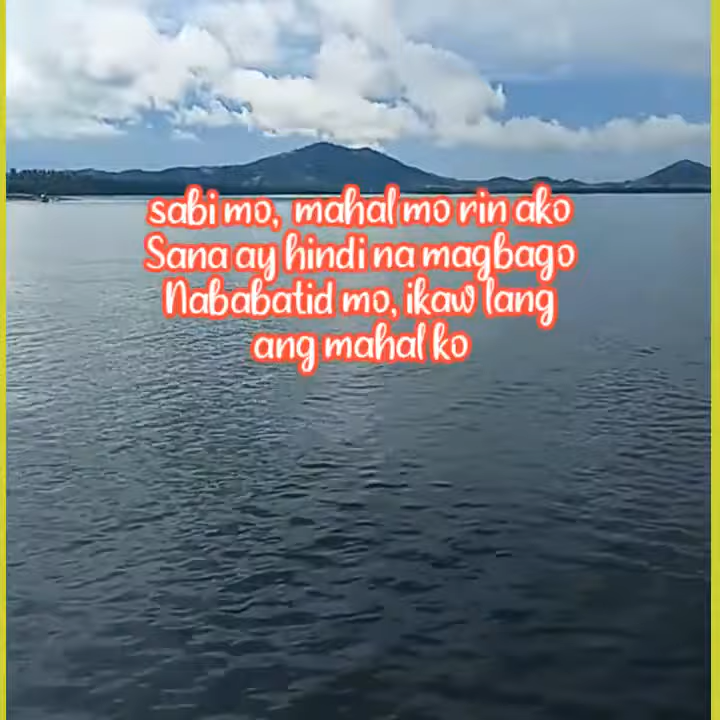 sabi mo, mahal mo rin ako
Sana ay hindi na magbago
Nababatid mo, ikaw lang
ang mahal ko